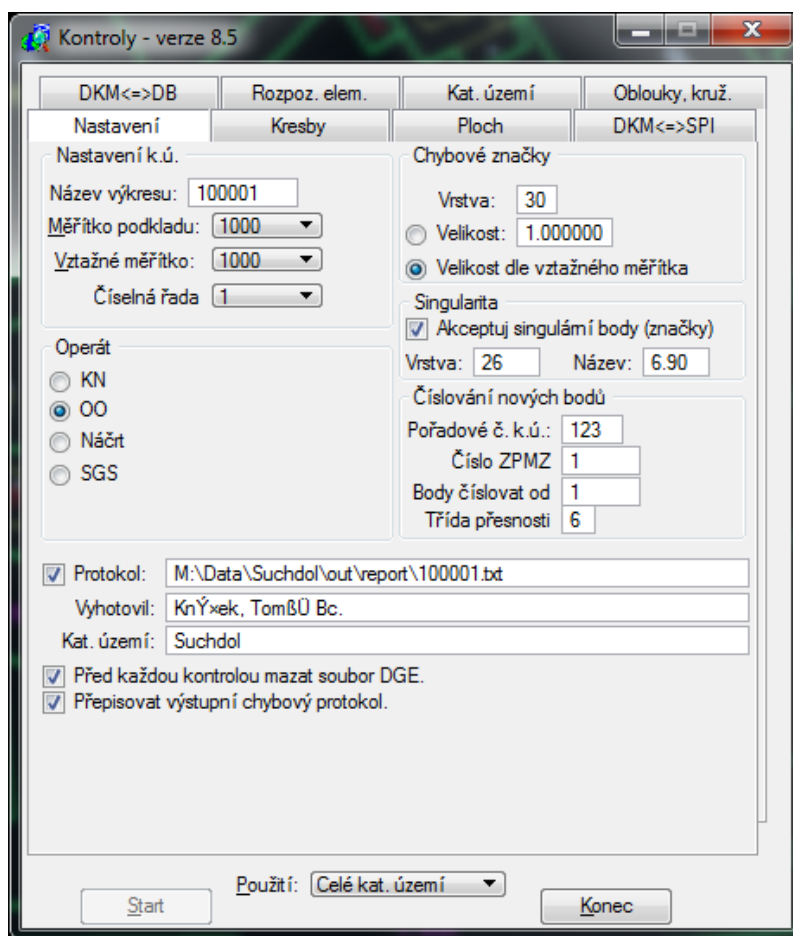 Kontroly - verze 8.5
DKM<=>DB Rozpoz. elem. Kat. území Oblouky, kruž.
Nastavení Kresby Ploch DKM<=>SPI
Nastavení k.ú.
Název výkresu: 100001
Měřítko podkladu: 1000
Vztažné měřítko: 1000
Číselná řada 1
Operát
KN
OO
Náčrt
SGS
Chybové značky
Vrstva: 30
Velikost: 1.000000
Velikost dle vztažného měřítka
Singularita
Akceptuj singulární body (značky)
Vrstva: 26 Název: 6.90
Číslování nových bodů
Pořadové č. k.ú.: 123
Číslo ZPMZ 1
Body číslovat od 1
Třída přesnosti 6
Protokol: M:\Data\Suchdol\out\report\100001.txt
Vyhotovil: KnÝ×ek, TomßÜ Bc.
Kat. území: Suchdol
Před každou kontrolou mazat soubor DGE.
Přepisovat výstupní chybový protokol.
Použití: Celé kat. území
Start Konec